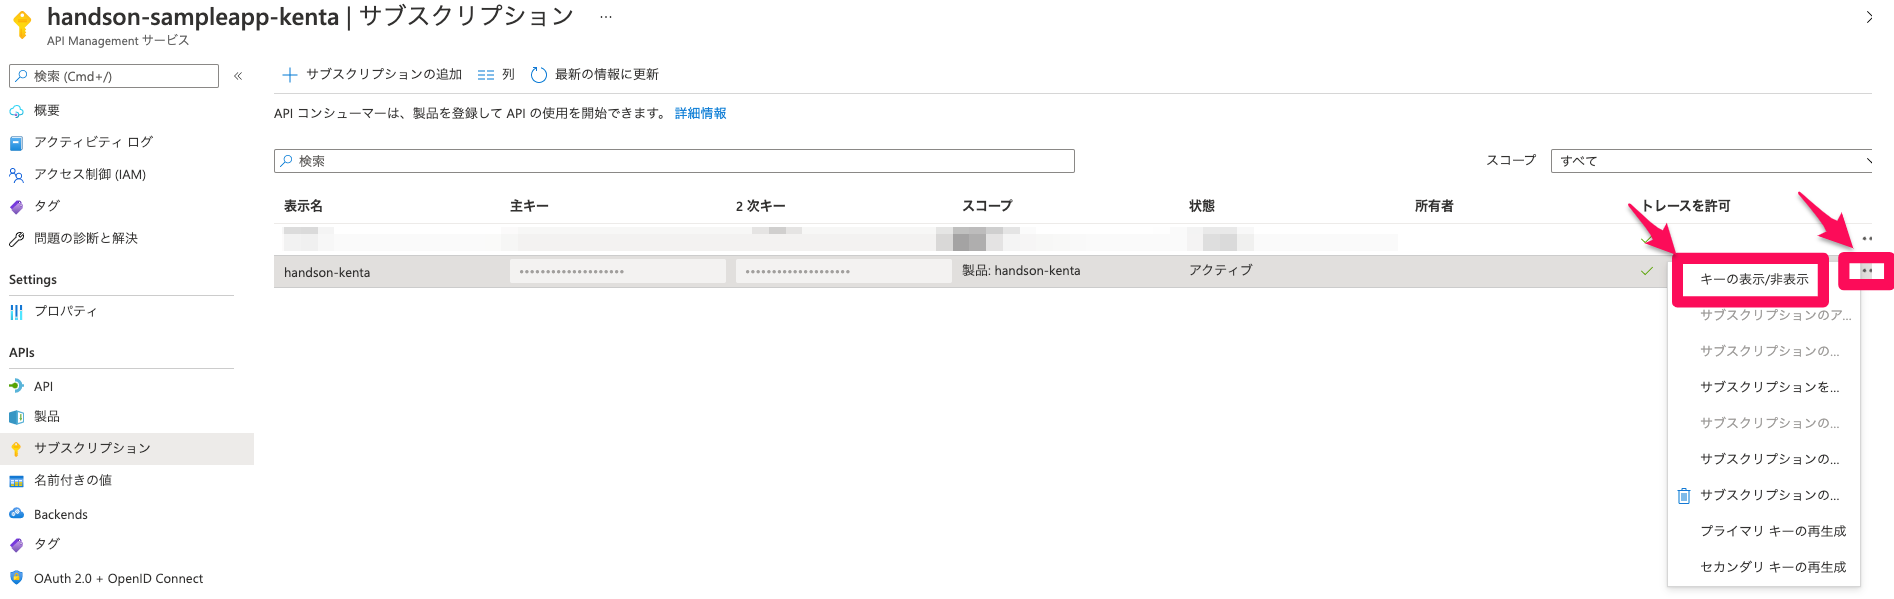 handson-sampleapp-kenta | サブスクリプション ...
API Management サービス
検索 (Cmd+/)
«
概要
アクティビティ ログ
アクセス制御 (IAM)
タグ
問題の診断と解決
Settings
プロパティ
APIs
API
製品
サブスクリプション
名前付きの値
Backends
タグ
OAuth 2.0 + OpenID Connect
サブスクリプションの追加 列 最新の情報に更新
API コンシューマーは、製品を登録して API の使用を開始できます。 詳細情報
検索
スコープ すべて
表示名 主キー 2 次キー スコープ 状態 所有者 トレースを許可
handson-kenta •••••••••••••••••••• •••••••••••••••••••• 製品: handson-kenta アクティブ
キーの表示/非表示
サブスクリプションのア...
サブスクリプションの...
サブスクリプションを...
サブスクリプションの...
サブスクリプションの...
サブスクリプションの...
プライマリ キーの再生成
セカンダリ キーの再生成